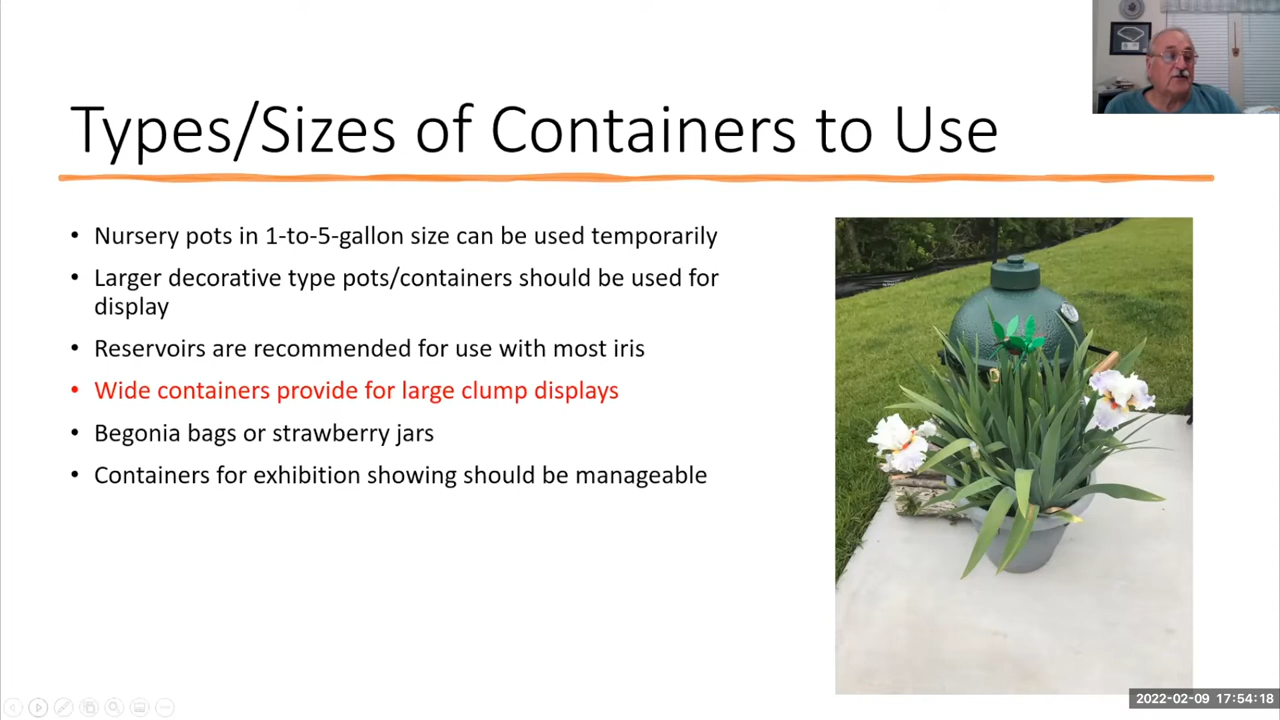 Types/Sizes of Containers to Use
• Nursery pots in 1-to-5-gallon size can be used temporarily
• Larger decorative type pots/containers should be used for
display
• Reservoirs are recommended for use with most iris
• Wide containers provide for large clump displays
• Begonia bags or strawberry jars
• Containers for exhibition showing should be manageable
2022-02-09 17:54:18